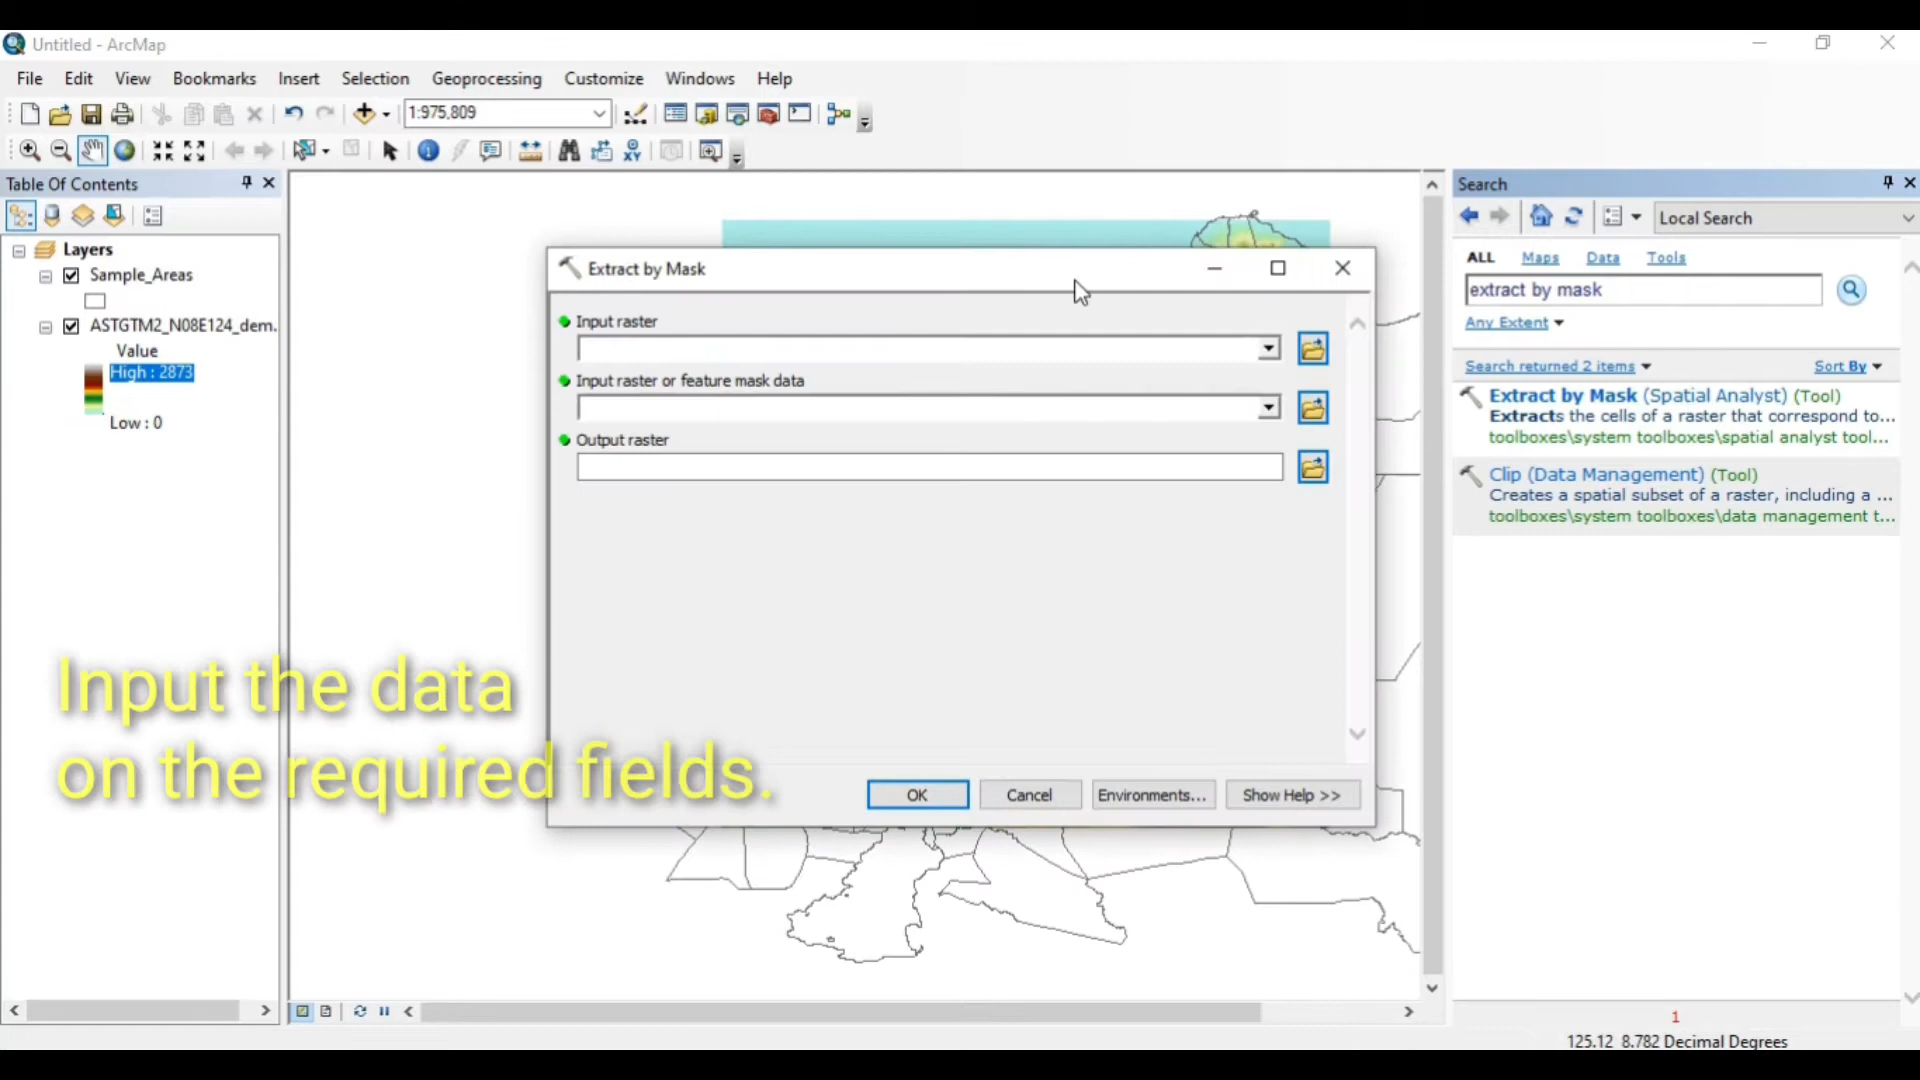 Untitled - ArcMap
File Edit View Bookmarks Insert Selection Geoprocessing Customize Windows Help
1:975,809
XY
Table Of Contents
Layers
Sample_Areas
ASTGTM2_N08E124_dem.
Value
High : 2873
Low : 0
Extract by Mask
Input raster
Input raster or feature mask data
Output raster
OK Cancel Environments... Show Help >>
Search
Local Search
ALL Maps Data Tools
extract by mask
Any Extent
Search returned 2 items Sort By
Extract by Mask (Spatial Analyst) (Tool)
Extracts the cells of a raster that correspond to...
toolboxes\system toolboxes\spatial analyst tool...
Clip (Data Management) (Tool)
Creates a spatial subset of a raster, including a ...
toolboxes\system toolboxes\data management t...
Input the data
on the required fields.
1
125.12 8.782 Decimal Degrees